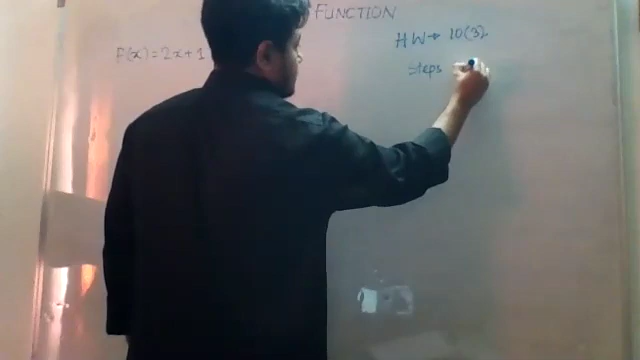 FUNCTION
F(x) = 2x+1
HW → 10(3)
Steps